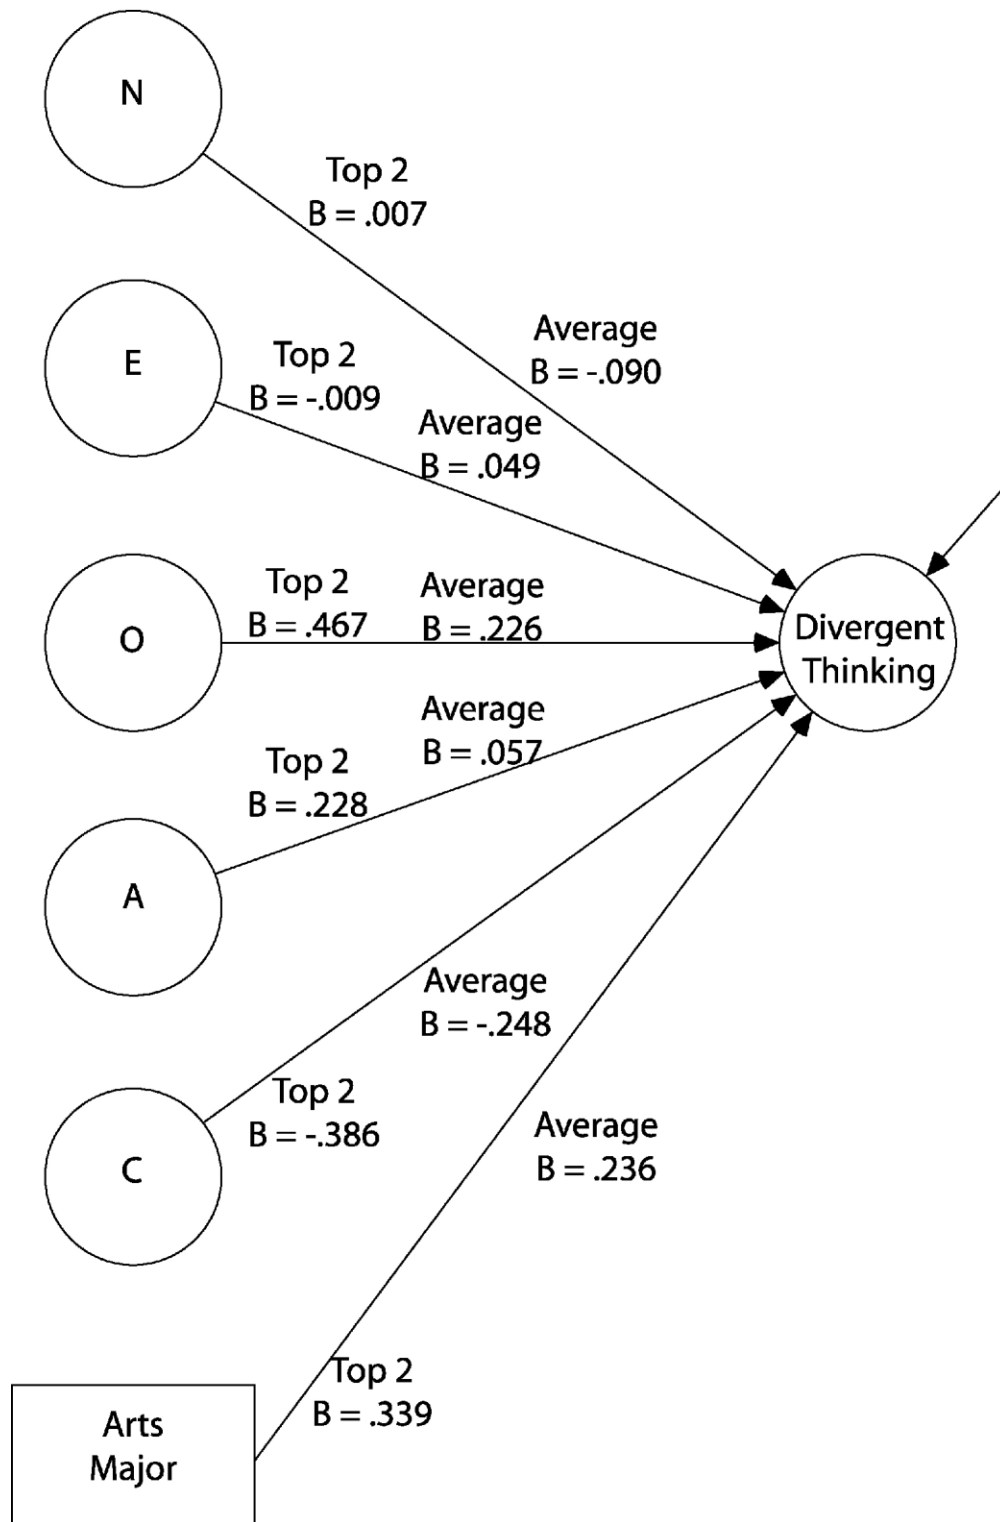 N
Top 2
B = .007
Average
B = -.090
E
Top 2
B = -.009
Average
B = .049
O
Top 2
B = .467
Average
B = .226
Divergent
Thinking
A
Top 2
B = .228
Average
B = .057
C
Top 2
B = -.386
Average
B = -.248
Arts
Major
Top 2
B = .339
Average
B = .236